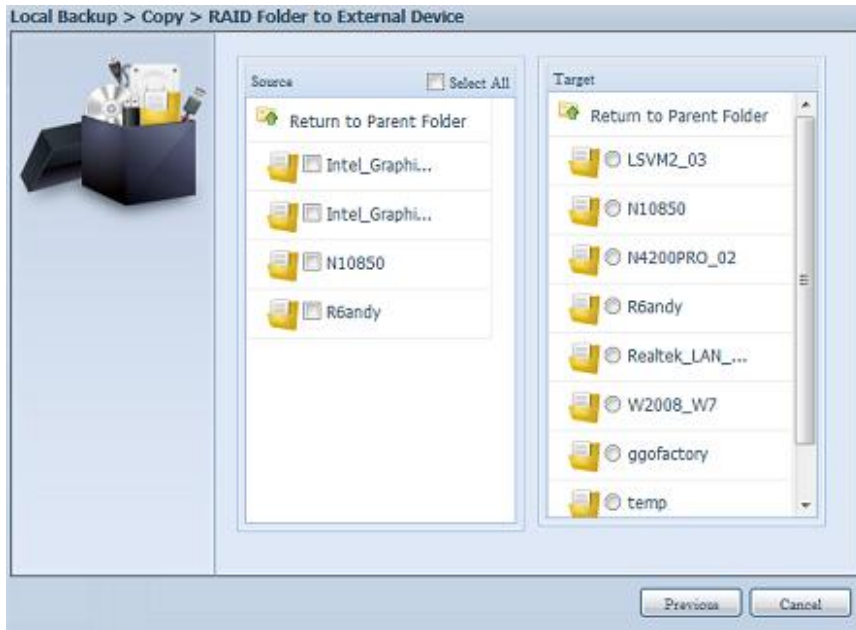 Local Backup > Copy > RAID Folder to External Device
Source
Select All
Return to Parent Folder
Intel_Graphi...
Intel_Graphi...
N10850
R6andy
Target
Return to Parent Folder
LSVM2_03
N10850
N4200PRO_02
R6andy
Realtek_LAN_...
W2008_W7
ggofactory
temp
Previous
Cancel